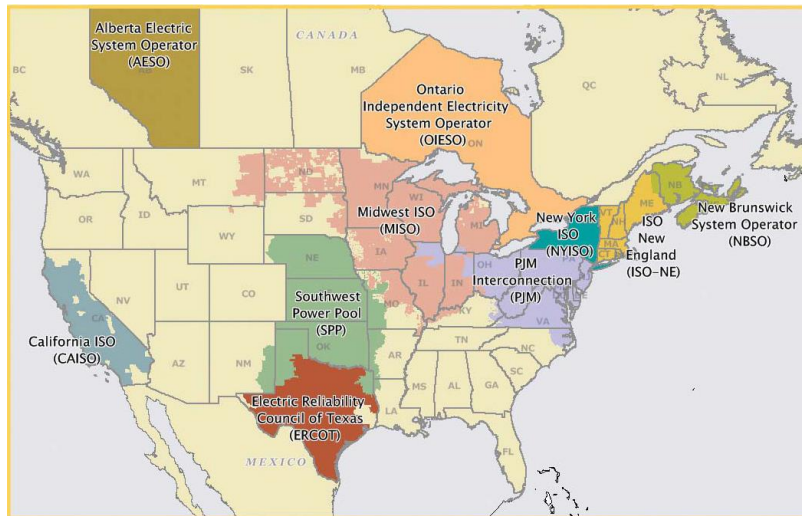 Alberta Electric
System Operator
(AESO)
CANADA
BC
SK
MB
Ontario
Independent Electricity
System Operator
(OIESO)
ON
QC
NL
WA
MT
ND
MN
WI
Midwest ISO
(MISO)
MI
New York
ISO
(NYISO)
VT
NH
ME
MA
CT
ISO
New
England
(ISO-NE)
NB
New Brunswick
System Operator
(NBSO)
OR
ID
SD
WY
NE
IA
IL
IN
OH
PA
PJM
Interconnection
(PJM)
DE
NV
UT
CO
Southwest
Power Pool
(SPP)
MO
KY
VA
CA
California ISO
(CAISO)
AZ
NM
OK
AR
TN
NC
SC
Electric Reliability
Council of Texas
(ERCOT)
LA
MS
AL
GA
FL
MEXICO